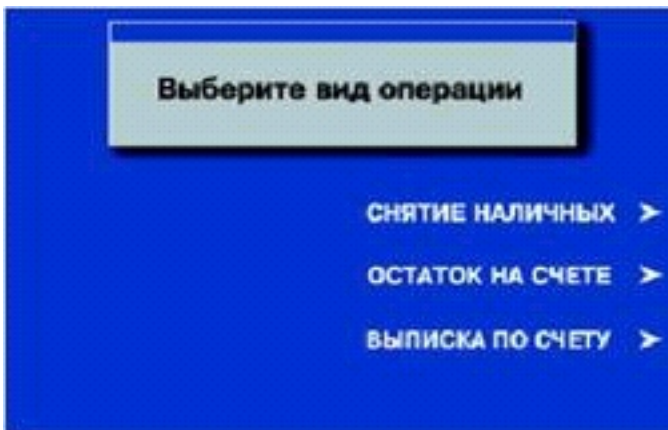 Выберите вид операции
СНЯТИЕ НАЛИЧНЫХ
ОСТАТОК НА СЧЕТЕ
ВЫПИСКА ПО СЧЕТУ